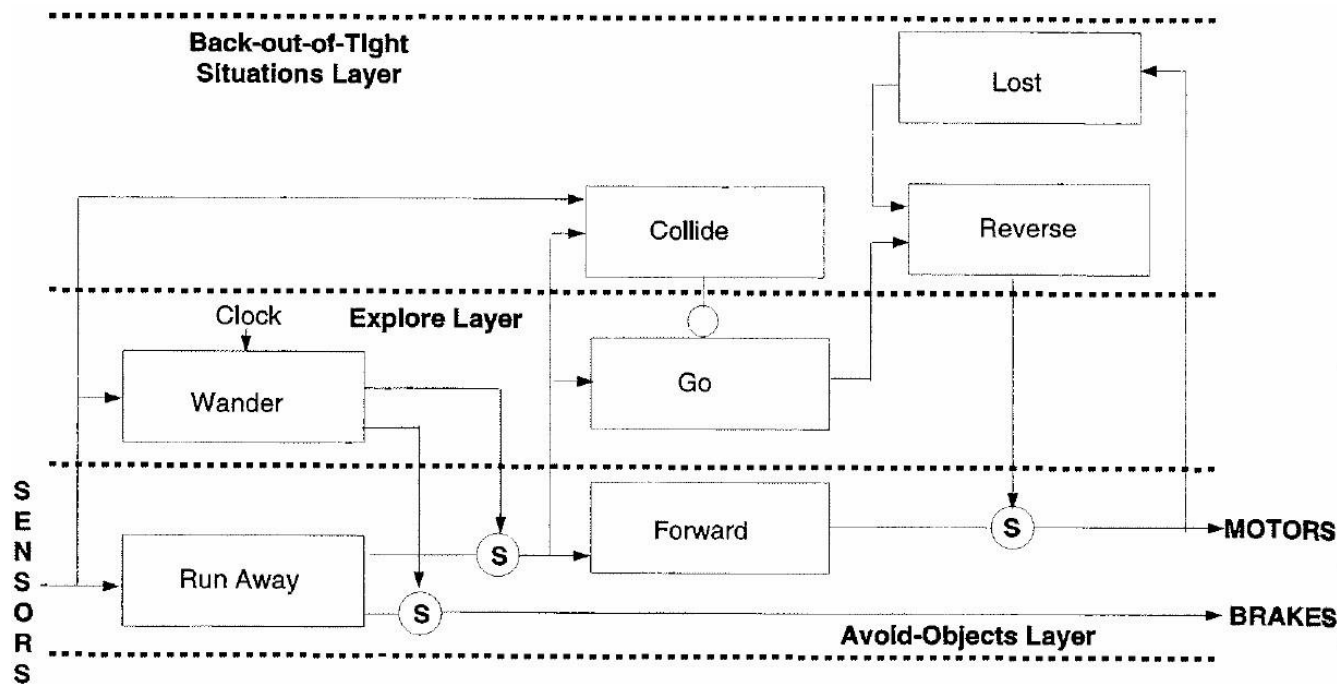 Back-out-of-TIght
Situations Layer
Lost
Collide
Reverse
Clock
Explore Layer
Wander
Go
S
E
N
S
O
R
S
Run Away
S
S
Forward
S
MOTORS
BRAKES
Avoid-Objects Layer